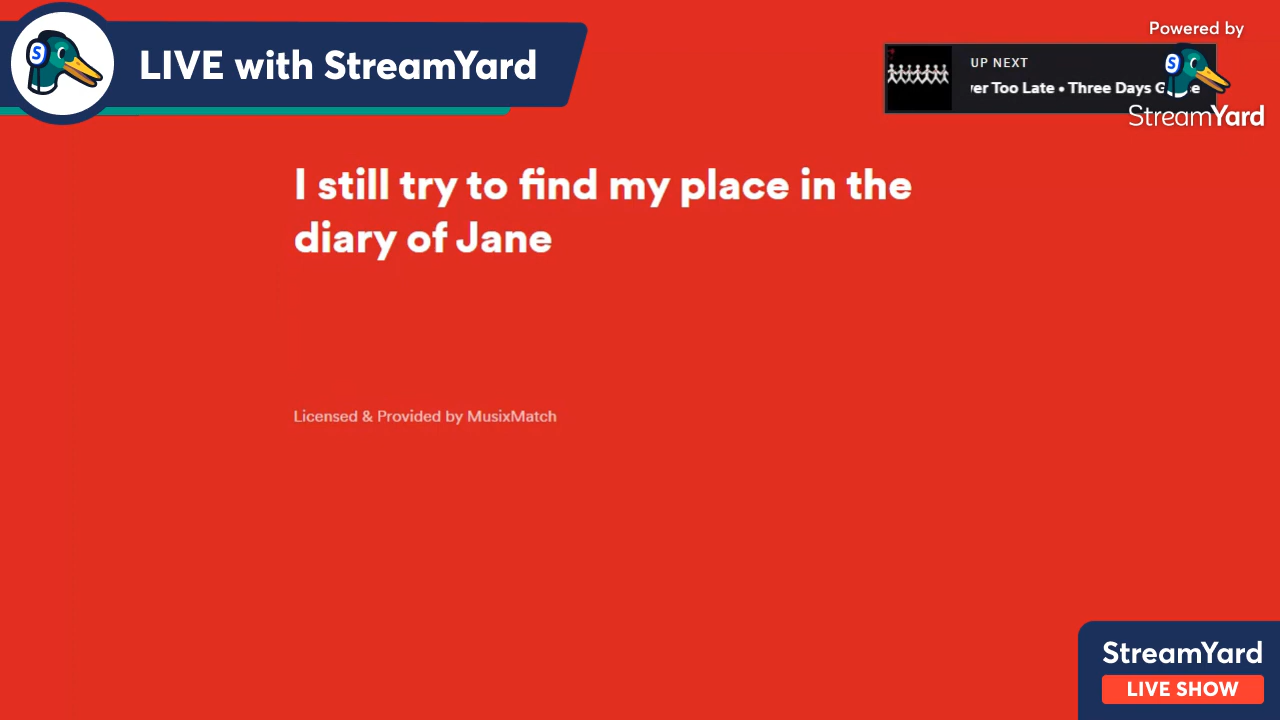 LIVE with StreamYard
Powered by
UP NEXT
Too Late • Three Days
StreamYard
I still try to find my place in the
diary of Jane
Licensed & Provided by MusixMatch
StreamYard
LIVE SHOW